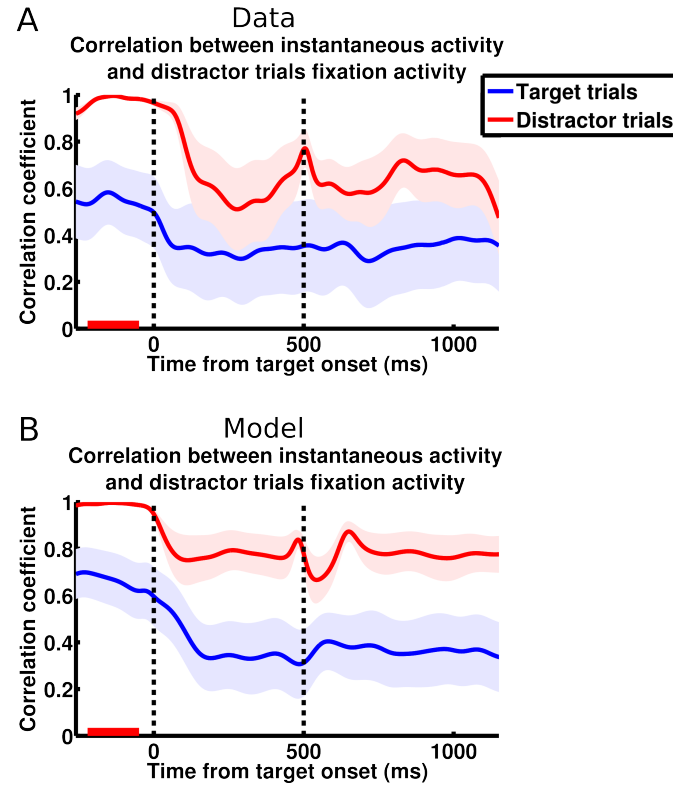 A
Data
Correlation between instantaneous activity
and distractor trials fixation activity
Target trials
Distractor trials
Correlation coefficient
1
0.8
0.6
0.4
0.2
0
0
500
1000
Time from target onset (ms)
B
Model
Correlation between instantaneous activity
and distractor trials fixation activity
Correlation coefficient
1
0.8
0.6
0.4
0.2
0
0
500
1000
Time from target onset (ms)